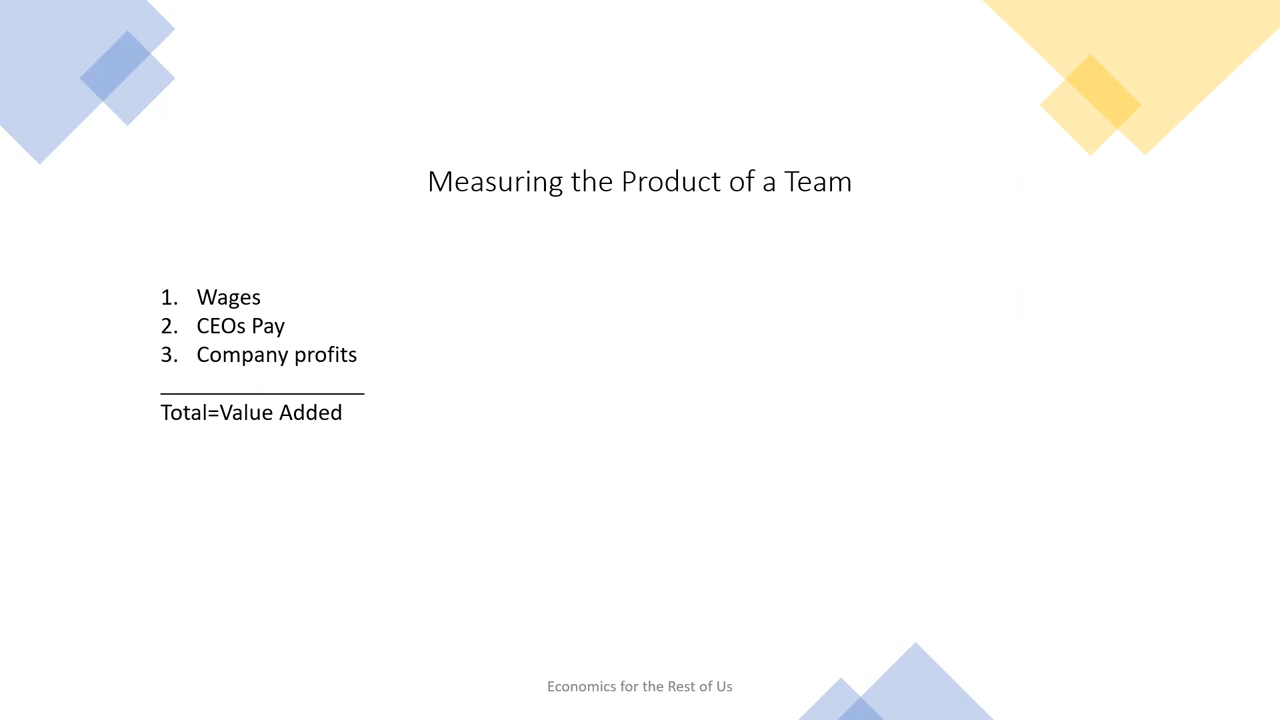 Measuring the Product of a Team
1. Wages
2. CEOs Pay
3. Company profits
Total=Value Added
Economics for the Rest of Us